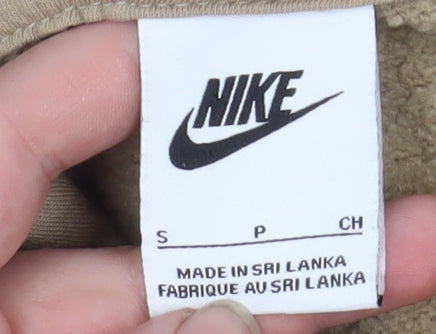 NIKE
S P CH
MADE IN SRI LANKA
FABRIQUE AU SRI LANKA